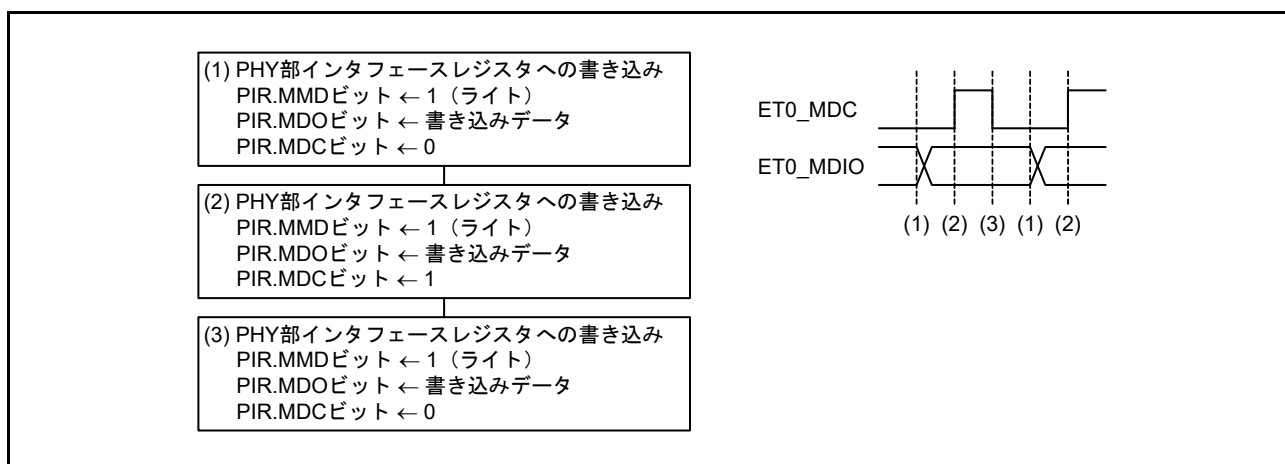 (1) PHY部インタフェースレジスタへの書き込み
PIR.MMDビット ← 1（ライト）
PIR.MDOビット ← 書き込みデータ
PIR.MDCビット ← 0
(2) PHY部インタフェースレジスタへの書き込み
PIR.MMDビット ← 1（ライト）
PIR.MDOビット ← 書き込みデータ
PIR.MDCビット ← 1
(3) PHY部インタフェースレジスタへの書き込み
PIR.MMDビット ← 1（ライト）
PIR.MDOビット ← 書き込みデータ
PIR.MDCビット ← 0
ET0_MDC
ET0_MDIO
(1) (2) (3) (1) (2)